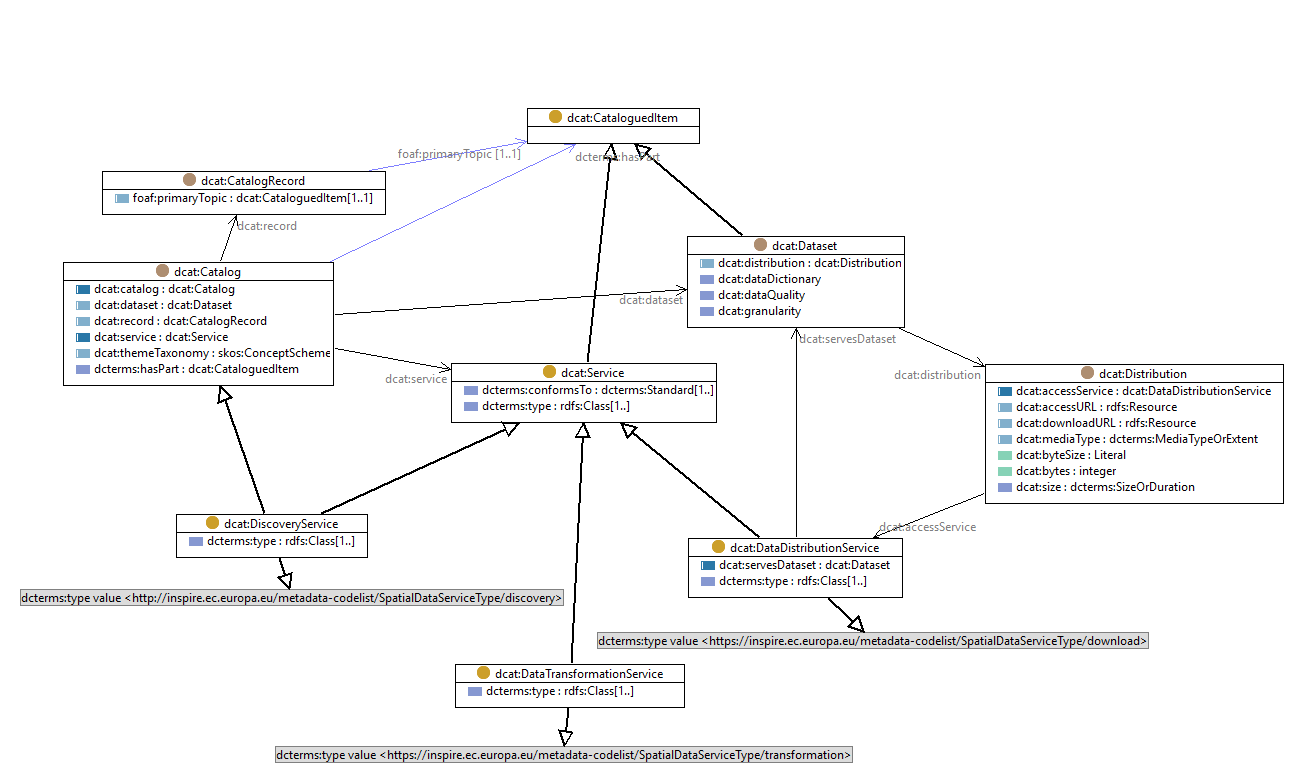 dcat:CataloguedItem
foaf:primaryTopic [1..1]
dcterms:hasPart
dcat:CatalogRecord
foaf:primaryTopic : dcat:CataloguedItem[1..1]
dcat:record
dcat:Dataset
dcat:distribution : dcat:Distribution
dcat:dataDictionary
dcat:dataQuality
dcat:granularity
dcat:Catalog
dcat:catalog : dcat:Catalog
dcat:dataset : dcat:Dataset
dcat:record : dcat:CatalogRecord
dcat:service : dcat:Service
dcat:themeTaxonomy : skos:ConceptScheme
dcterms:hasPart : dcat:CataloguedItem
dcat:dataset
dcat:servesDataset
dcat:service
dcat:distribution
dcat:Service
dcterms:conformsTo : dcterms:Standard[1..]
dcterms:type : rdfs:Class[1..]
dcat:Distribution
dcat:accessService : dcat:DataDistributionService
dcat:accessURL : rdfs:Resource
dcat:downloadURL : rdfs:Resource
dcat:mediaType : dcterms:MediaTypeOrExtent
dcat:byteSize : Literal
dcat:bytes : integer
dcat:size : dcterms:SizeOrDuration
dcat:accessService
dcat:DiscoveryService
dcterms:type : rdfs:Class[1..]
dcat:DataDistributionService
dcat:servesDataset : dcat:Dataset
dcterms:type : rdfs:Class[1..]
dcterms:type value <http://inspire.ec.europa.eu/metadata-codelist/SpatialDataServiceType/discovery>
dcterms:type value <https://inspire.ec.europa.eu/metadata-codelist/SpatialDataServiceType/download>
dcat:DataTransformationService
dcterms:type : rdfs:Class[1..]
dcterms:type value <https://inspire.ec.europa.eu/metadata-codelist/SpatialDataServiceType/transformation>